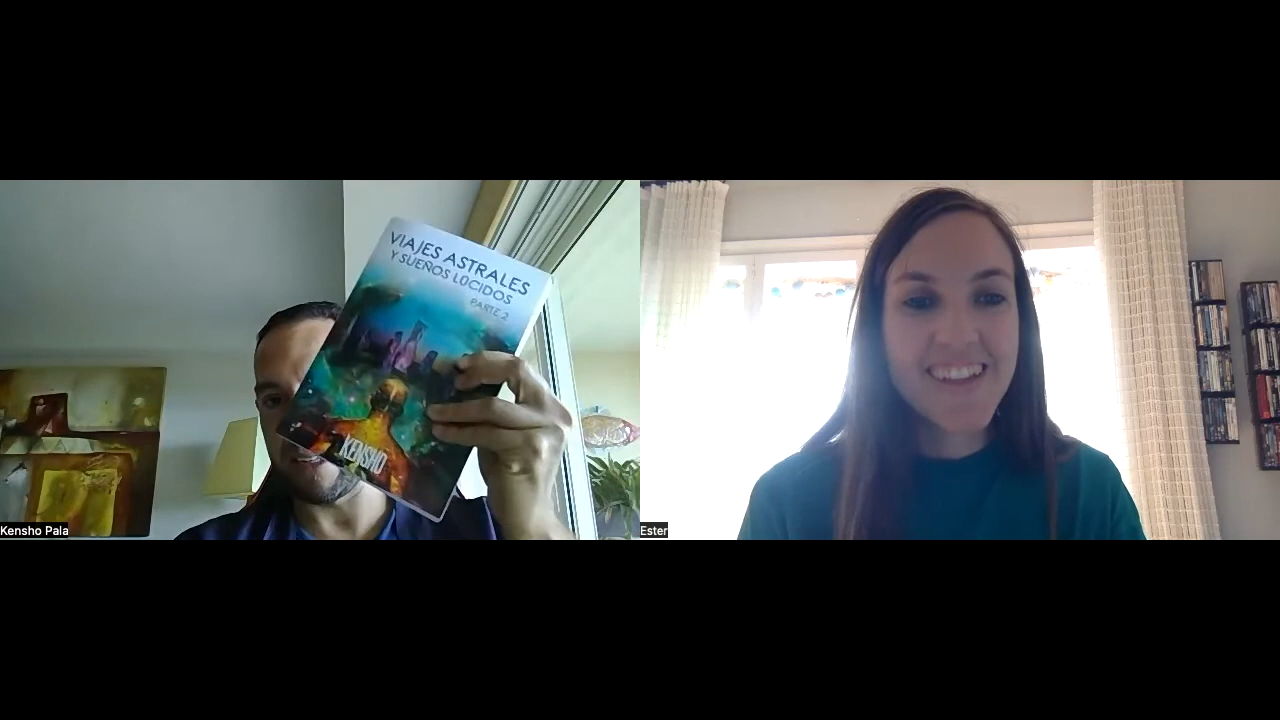 VIAJES ASTRALES
Y SUEÑOS LÚCIDOS
PARTE 2
KENSHO
Kensho Pala
Ester